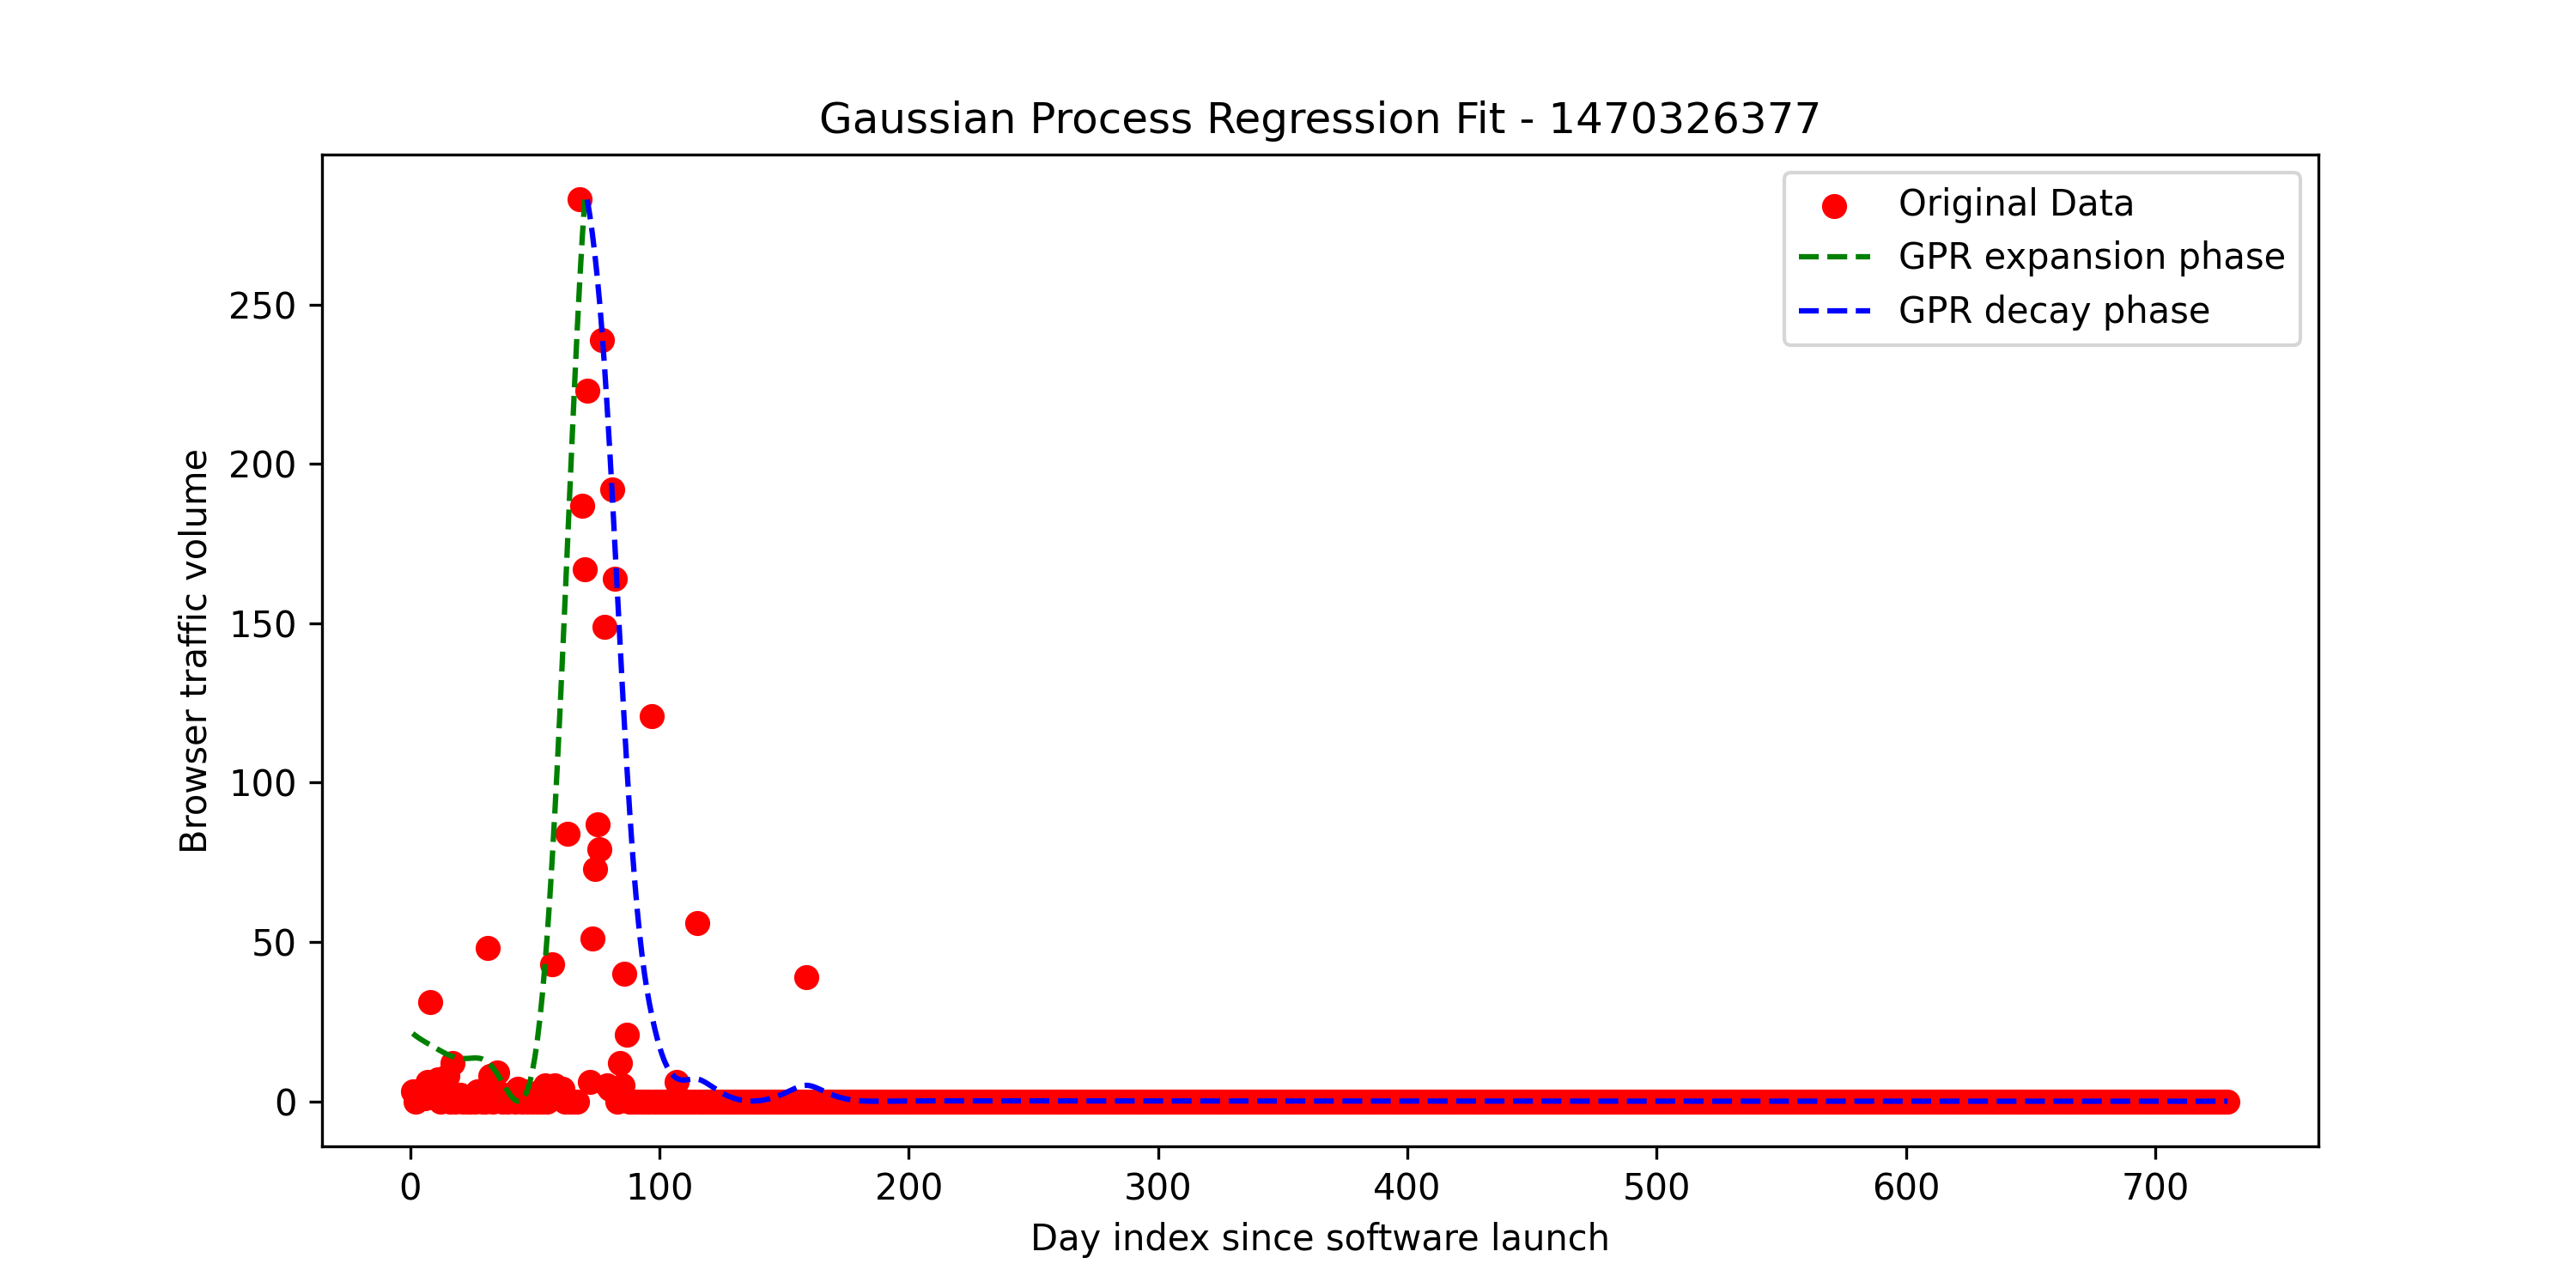 Gaussian Process Regression Fit - 1470326377
Original Data
GPR expansion phase
GPR decay phase
Browser traffic volume
250
200
150
100
50
0
0 100 200 300 400 500 600 700
Day index since software launch